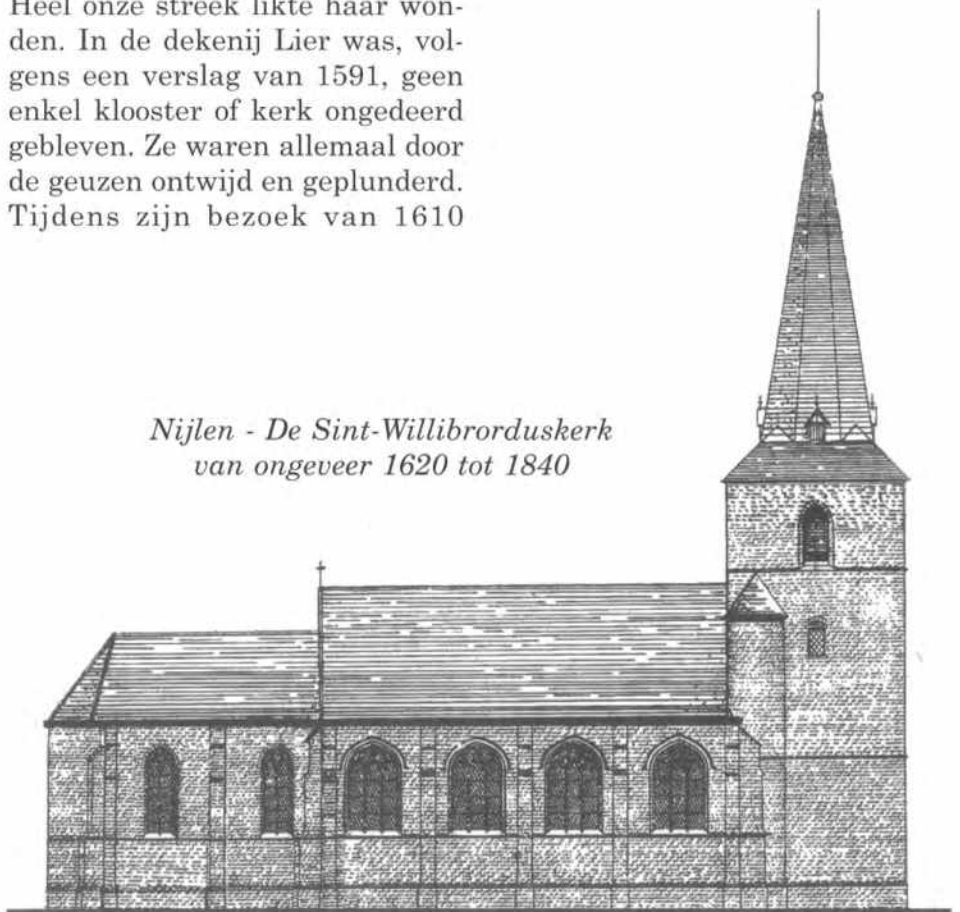 Heel onze streek likte haar won-
den. In de dekenij Lier was, vol-
gens een verslag van 1591, geen
enkel klooster of kerk ongedeerd
gebleven. Ze waren allemaal door
de geuzen ontwijd en geplunderd.
Tijdens zijn bezoek van 1610
Nijlen - De Sint-Willibrorduskerk
van ongeveer 1620 tot 1840